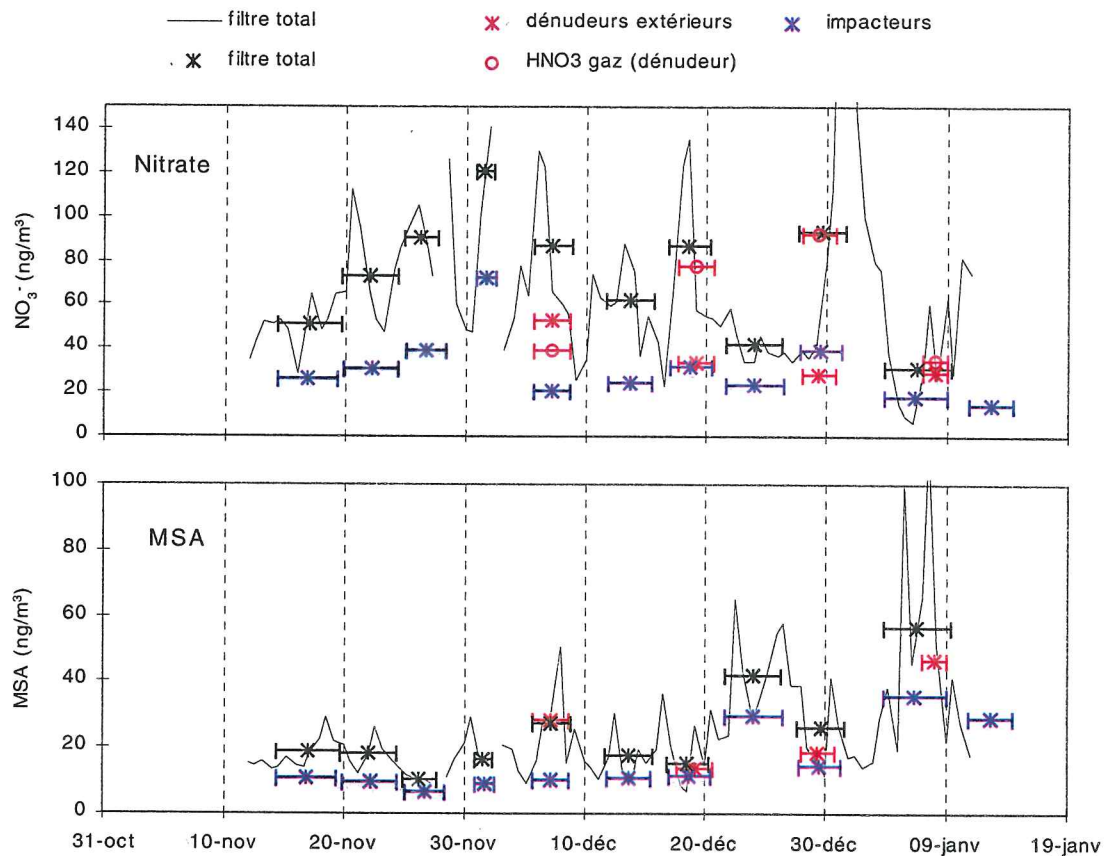 filtre total
dénudeurs extérieurs
impacteurs
filtre total
HNO3 gaz (dénudeur)
Nitrate
NO₃⁻ (ng/m³)
140
120
100
80
60
40
20
0
MSA
MSA (ng/m³)
100
80
60
40
20
0
31-oct 10-nov 20-nov 30-nov 10-déc 20-déc 30-déc 09-janv 19-janv